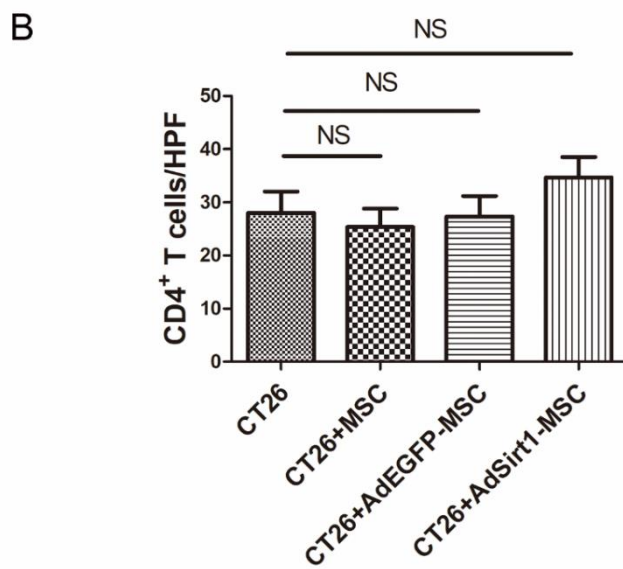 B
NS
NS
NS
CD4⁺ T cells/HPF
50
40
30
20
10
0
CT26
CT26+MSC
CT26+AdEGFP-MSC
CT26+AdSirt1-MSC